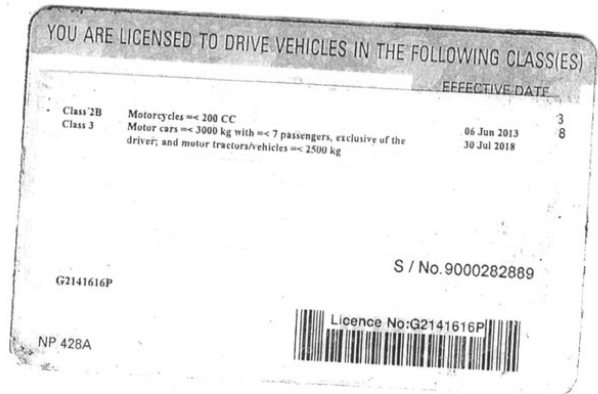 YOU ARE LICENSED TO DRIVE VEHICLES IN THE FOLLOWING CLASS(ES)
EFFECTIVE DATE
Class 2B Motorcycles =< 200 CC 06 Jun 2013 3
Class 3 Motor cars =< 3000 kg with =< 7 passengers, exclusive of the 30 Jul 2018 8
driver; and motor tractors/vehicles =< 2500 kg
S / No.9000282889
G2141616P
Licence No:G2141616P
NP 428A